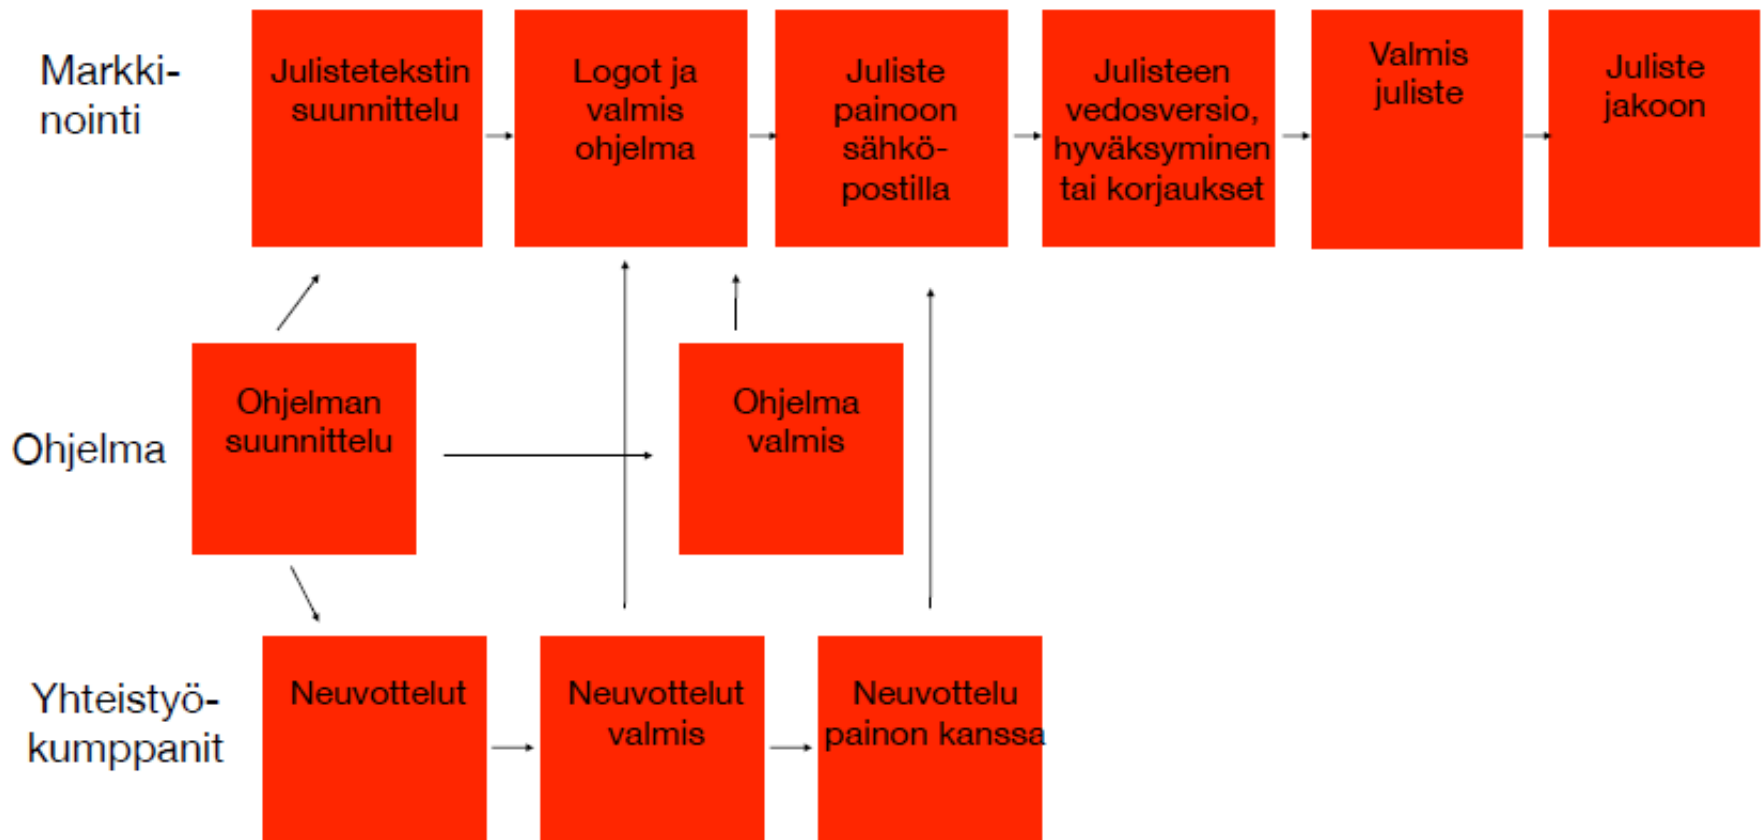 Markki-
nointi
Julistetekstin
suunnittelu
Logot ja
valmis
ohjelma
Juliste
painoon
sähkö-
postilla
Julisteen
vedosversio,
hyväksyminen
tai korjaukset
Valmis
juliste
Juliste
jakoon
Ohjelma
Ohjelman
suunnittelu
Ohjelma
valmis
Yhteistyö-
kumppanit
Neuvottelut
Neuvottelut
valmis
Neuvottelu
painon kanssa